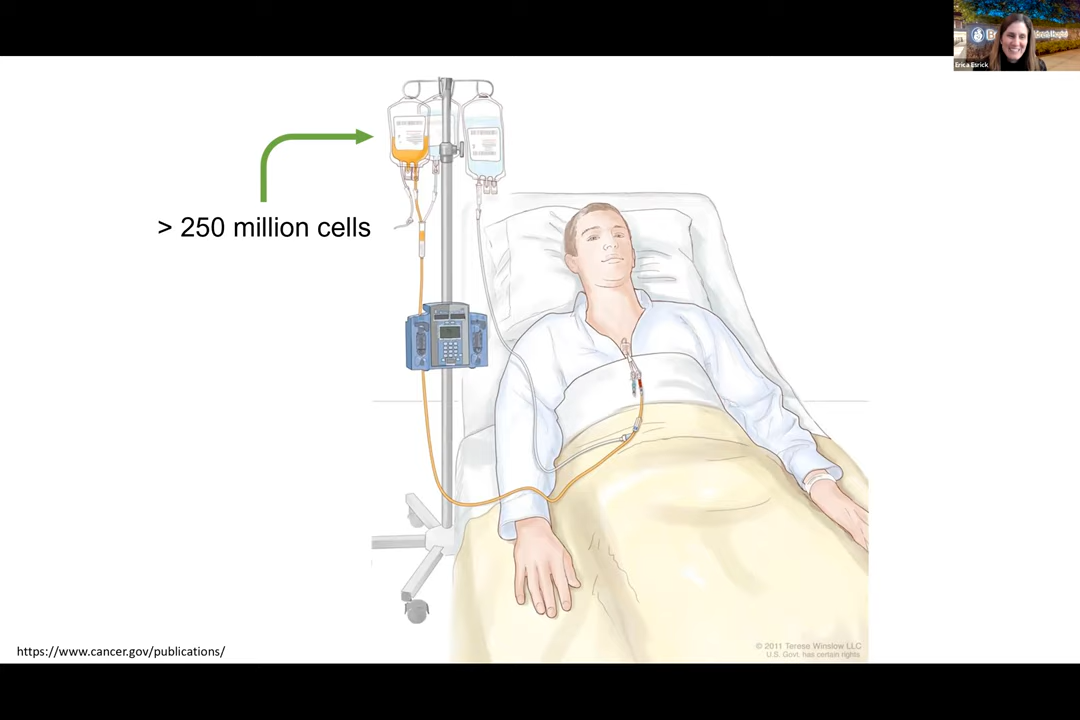 Erica Esrick
> 250 million cells
https://www.cancer.gov/publications/
© 2011 Terese Winslow LLC
U.S. Govt. has certain rights